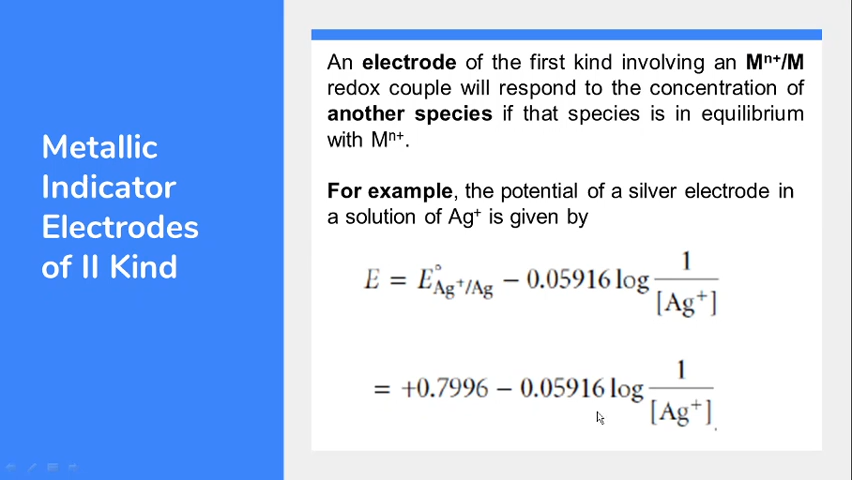 Metallic
Indicator
Electrodes
of II Kind
An electrode of the first kind involving an Mⁿ⁺/M
redox couple will respond to the concentration of
another species if that species is in equilibrium
with Mⁿ⁺.
For example, the potential of a silver electrode in
a solution of Ag⁺ is given by
E = E°Ag⁺/Ag − 0.05916 log 1/[Ag⁺]
= +0.7996 − 0.05916 log 1/[Ag⁺].